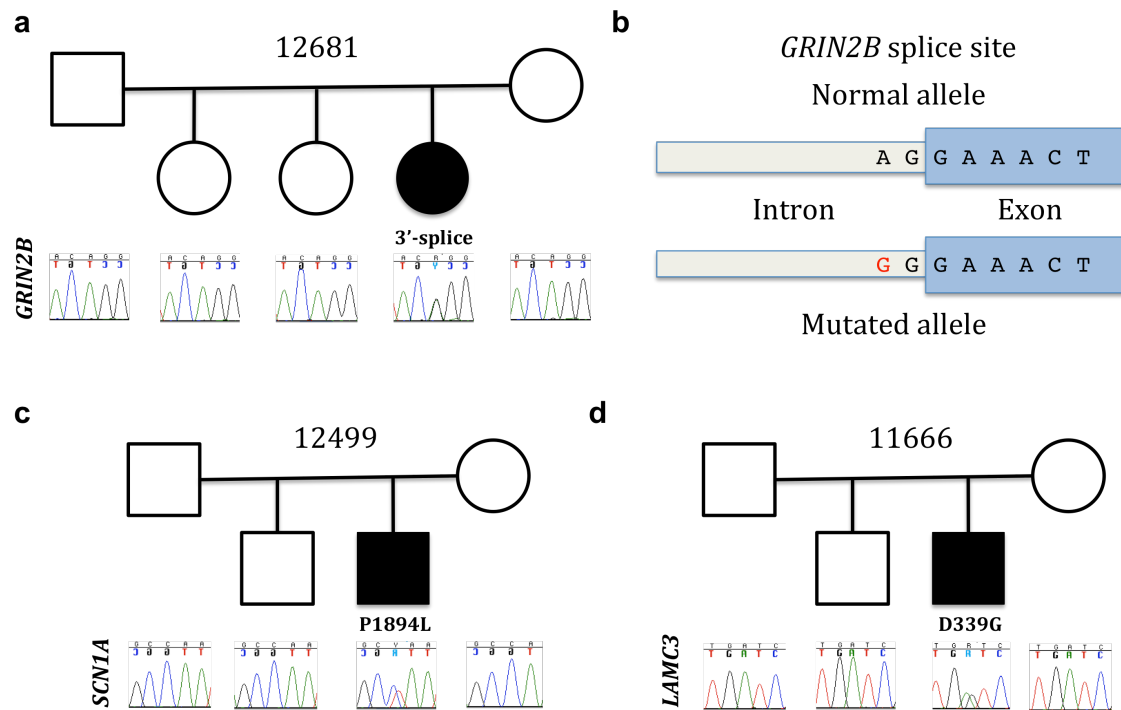 a
12681
3’-splice
GRIN2B
A C A G G
A C A G G
A C A G G
A C A G G
b
GRIN2B splice site
Normal allele
A G G A A A C T
Intron
Exon
G G G A A A C T
Mutated allele
c
12499
P1894L
SCN1A
G C C A A
G C C A A
d
11666
D339G
LAMC3
T G A T C
T G A T C
T G A T C
T G R T C
T G A T C
T G A T C